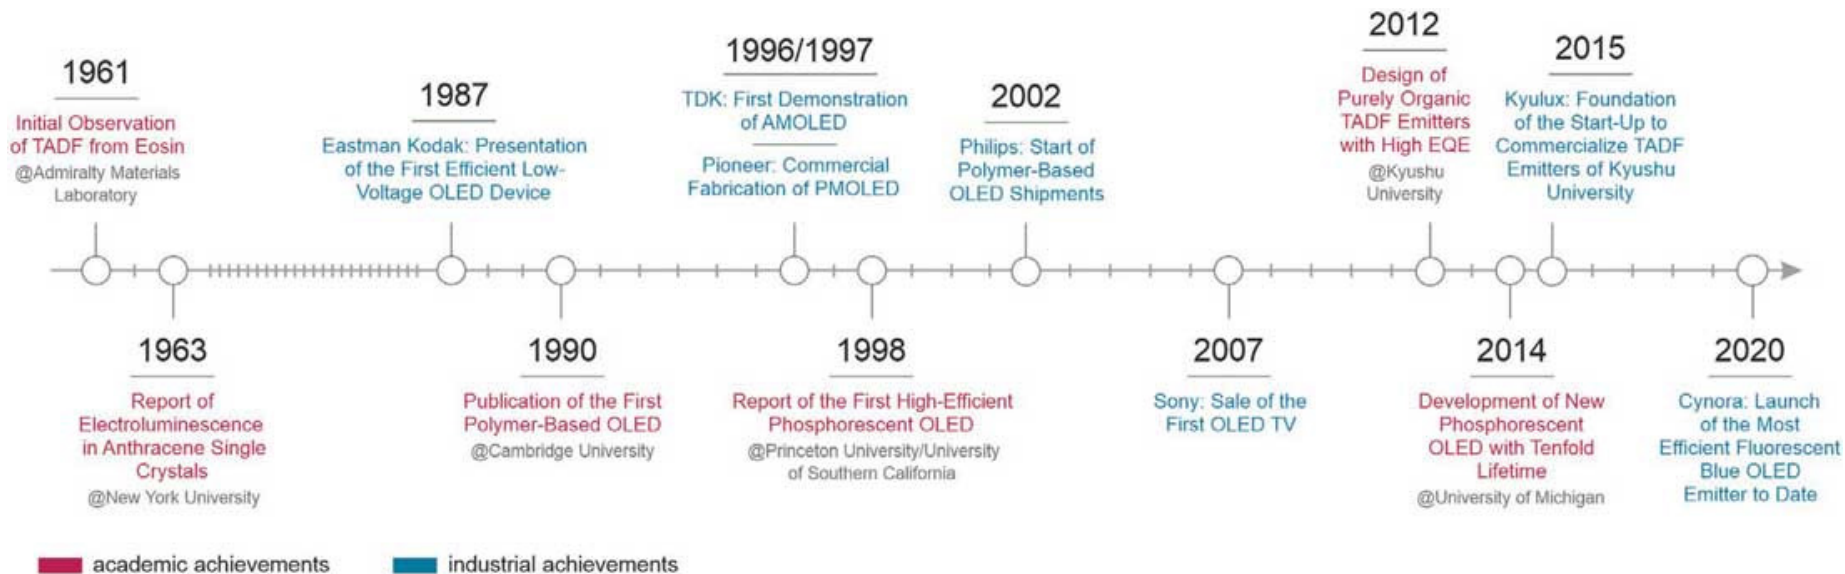 1961
Initial Observation
of TADF from Eosin
@Admiralty Materials
Laboratory
1987
Eastman Kodak: Presentation
of the First Efficient Low-
Voltage OLED Device
1996/1997
TDK: First Demonstration
of AMOLED
Pioneer: Commercial
Fabrication of PMOLED
2002
Philips: Start of
Polymer-Based
OLED Shipments
2012
Design of
Purely Organic
TADF Emitters
with High EQE
@Kyushu
University
2015
Kyulux: Foundation
of the Start-Up to
Commercialize TADF
Emitters of Kyushu
University
1963
Report of
Electroluminescence
in Anthracene Single
Crystals
@New York University
1990
Publication of the First
Polymer-Based OLED
@Cambridge University
1998
Report of the First High-Efficient
Phosphorescent OLED
@Princeton University/University
of Southern California
2007
Sony: Sale of the
First OLED TV
2014
Development of New
Phosphorescent
OLED with Tenfold
Lifetime
@University of Michigan
2020
Cynora: Launch
of the Most
Efficient Fluorescent
Blue OLED
Emitter to Date
academic achievements
industrial achievements